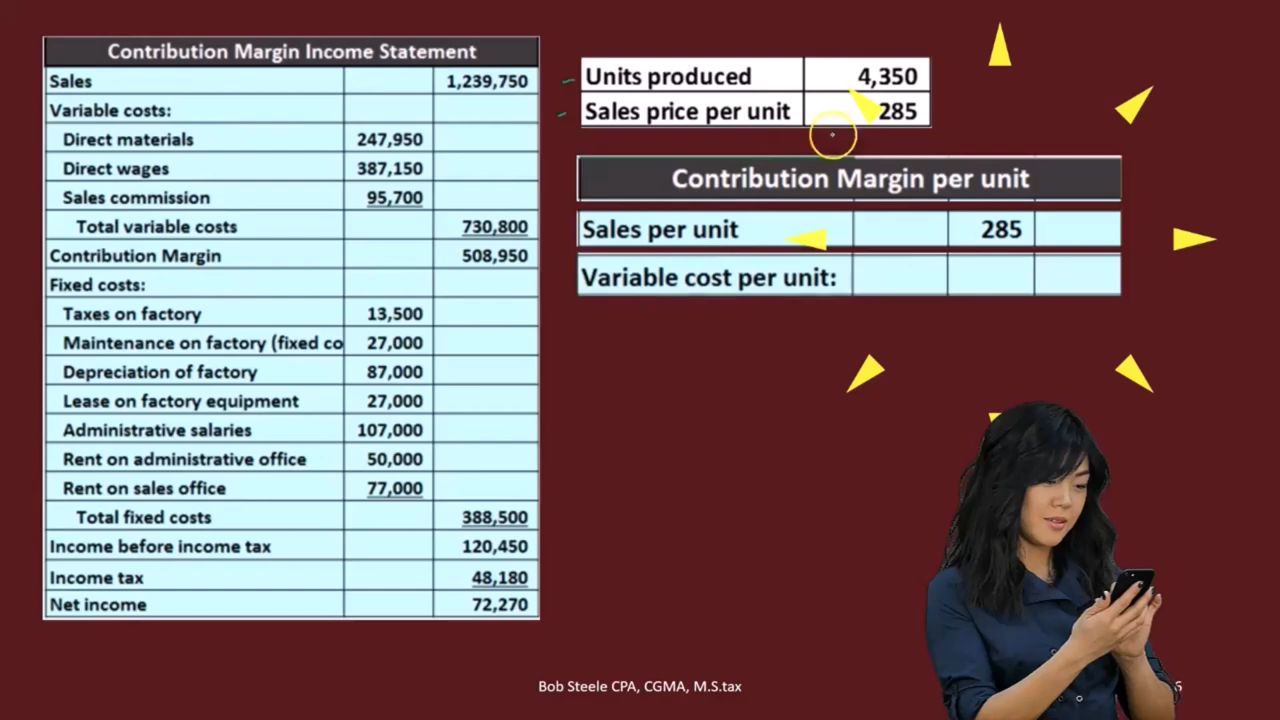 Contribution Margin Income Statement
Sales 1,239,750
Variable costs:
Direct materials 247,950
Direct wages 387,150
Sales commission 95,700
Total variable costs 730,800
Contribution Margin 508,950
Fixed costs:
Taxes on factory 13,500
Maintenance on factory (fixed co 27,000
Depreciation of factory 87,000
Lease on factory equipment 27,000
Administrative salaries 107,000
Rent on administrative office 50,000
Rent on sales office 77,000
Total fixed costs 388,500
Income before income tax 120,450
Income tax 48,180
Net income 72,270
Units produced 4,350
Sales price per unit 285
Contribution Margin per unit
Sales per unit 285
Variable cost per unit:
Bob Steele CPA, CGMA, M.S.tax